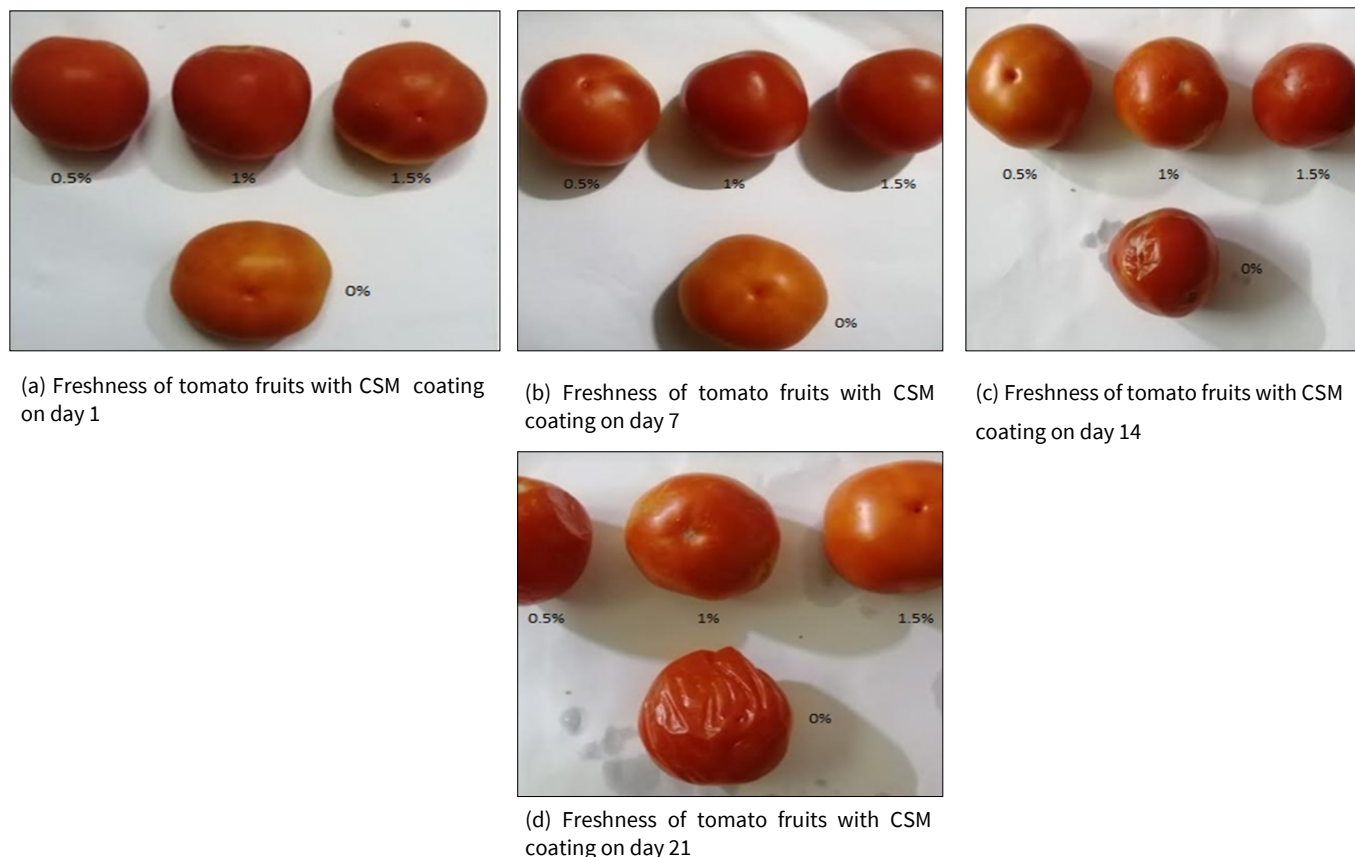 0.5%
1%
1.5%
0%
(a) Freshness of tomato fruits with CSM coating
on day 1
0.5%
1%
1.5%
0%
(b) Freshness of tomato fruits with CSM
coating on day 7
0.5%
1%
1.5%
0%
(c) Freshness of tomato fruits with CSM
coating on day 14
0.5%
1%
1.5%
0%
(d) Freshness of tomato fruits with CSM
coating on day 21